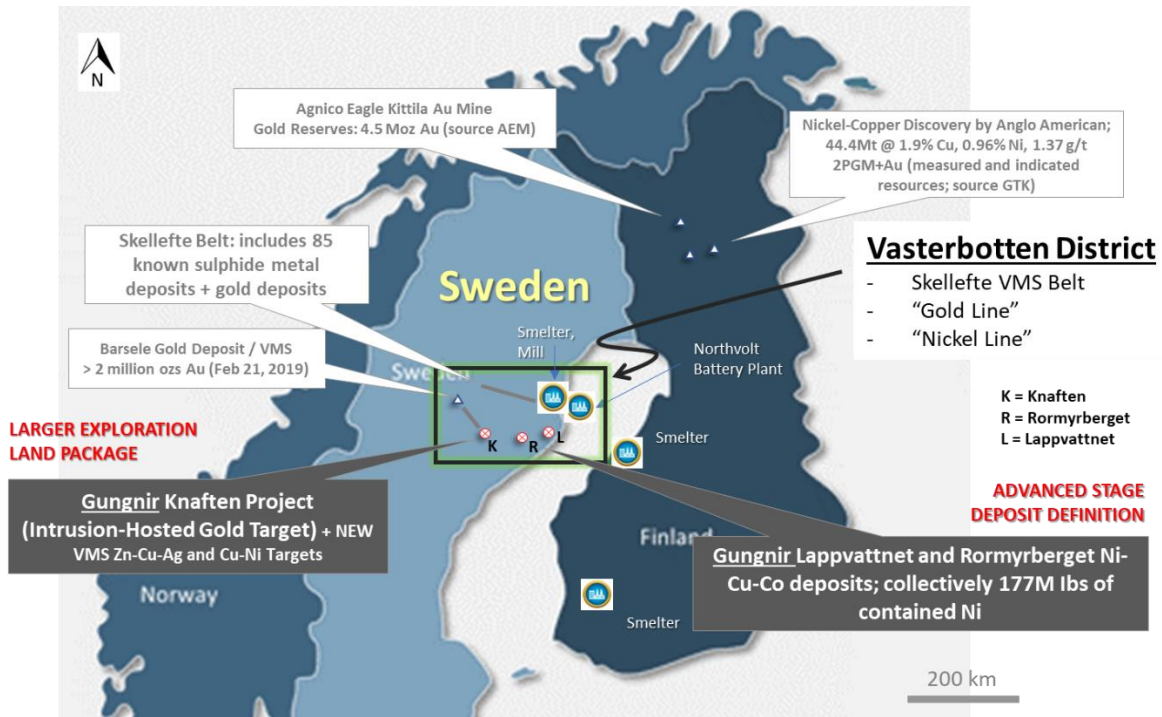 N
Agnico Eagle Kittila Au Mine
Gold Reserves: 4.5 Moz Au (source AEM)
Nickel-Copper Discovery by Anglo American;
44.4Mt @ 1.9% Cu, 0.96% Ni, 1.37 g/t
2PGM+Au (measured and indicated
resources; source GTK)
Skellefte Belt: includes 85
known sulphide metal
deposits + gold deposits
Sweden
Vasterbotten District
- Skellefte VMS Belt
- “Gold Line”
- “Nickel Line”
Smelter,
Mill
Northvolt
Battery Plant
Barsele Gold Deposit / VMS
> 2 million ozs Au (Feb 21, 2019)
Sweden
K = Knaften
R = Rormyrberget
L = Lappvattnet
LARGER EXPLORATION
LAND PACKAGE
K
R
L
Smelter
Gungnir Knaften Project
(Intrusion-Hosted Gold Target) + NEW
VMS Zn-Cu-Ag and Cu-Ni Targets
ADVANCED STAGE
DEPOSIT DEFINITION
Finland
Gungnir Lappvattnet and Rormyrberget Ni-
Cu-Co deposits; collectively 177M Ibs of
contained Ni
Norway
Smelter
200 km